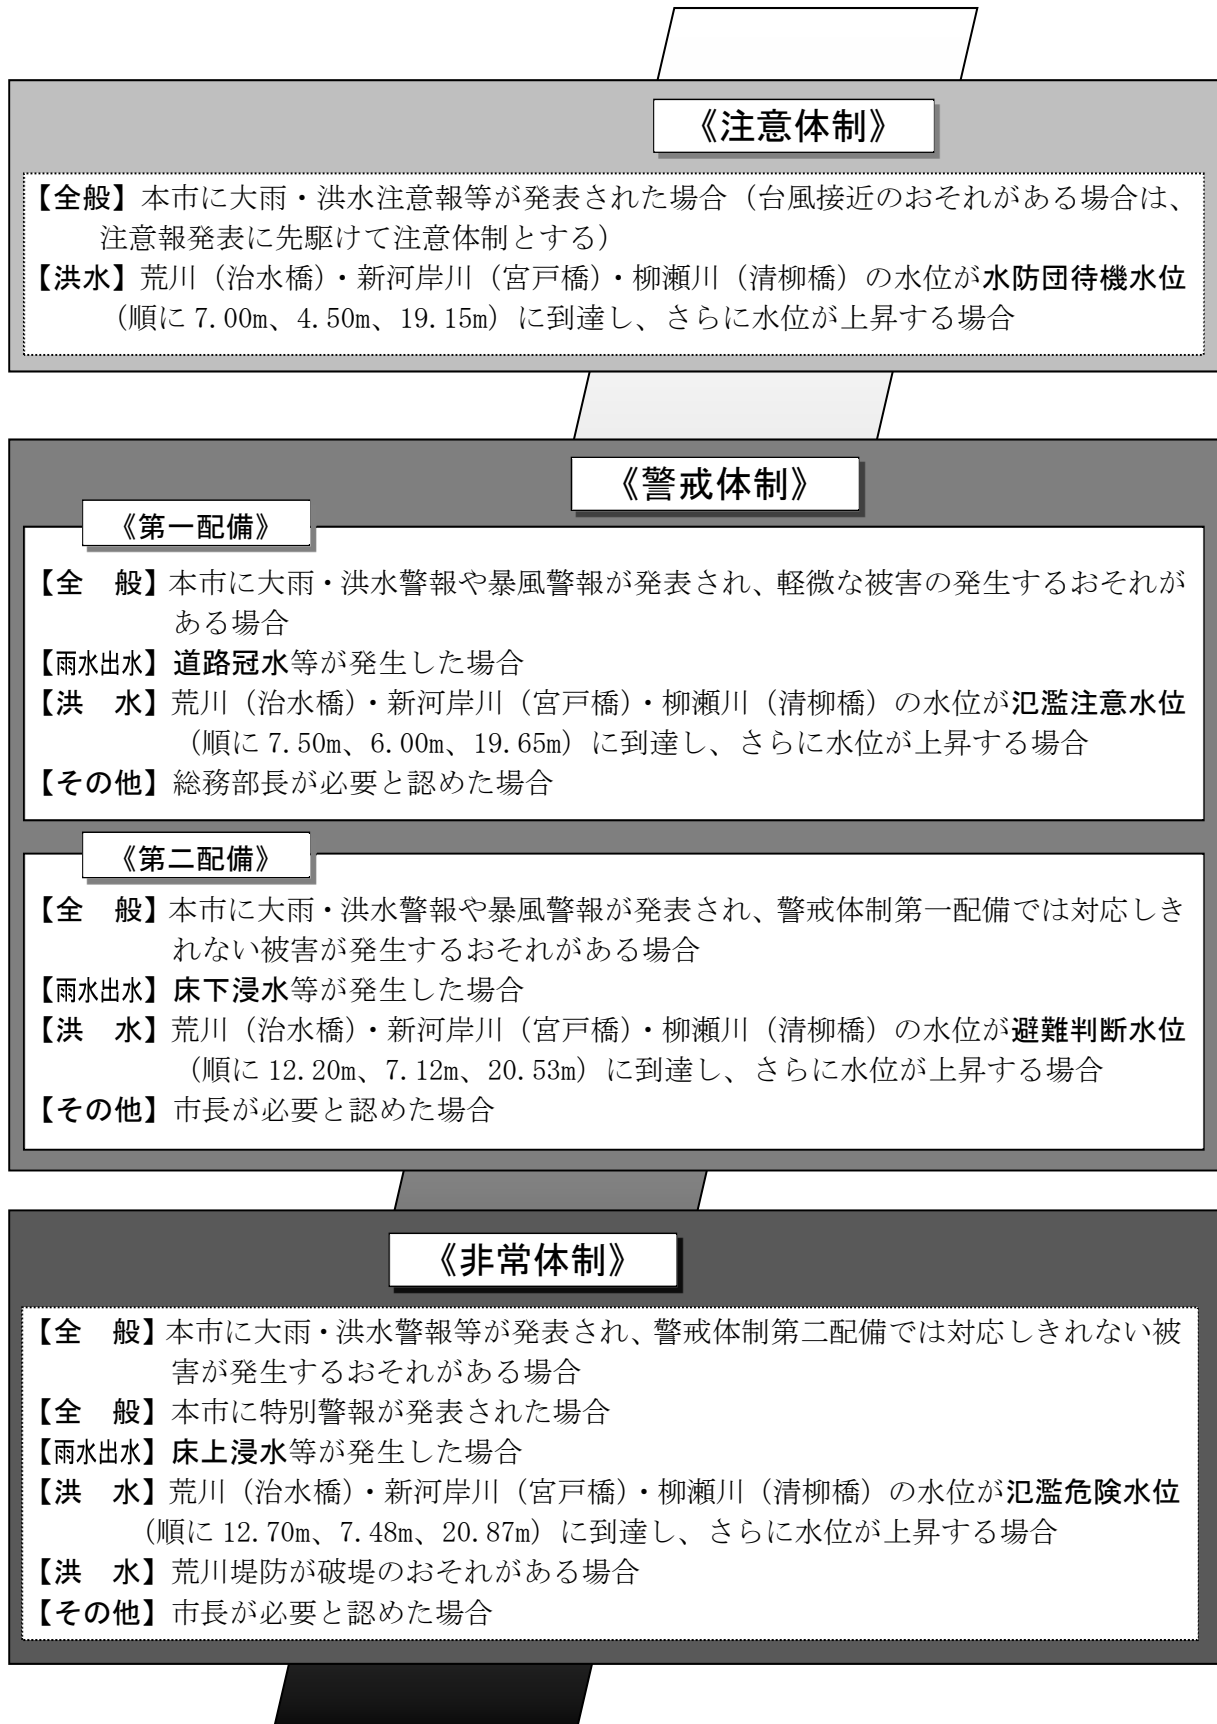 《注意体制》
【全般】本市に大雨・洪水注意報等が発表された場合（台風接近のおそれがある場合は、
注意報発表に先駆けて注意体制とする）
【洪水】荒川（治水橋）・新河岸川（宮戸橋）・柳瀬川（清柳橋）の水位が水防団待機水位
（順に 7.00m、4.50m、19.15m）に到達し、さらに水位が上昇する場合
《警戒体制》
《第一配備》
【全　般】本市に大雨・洪水警報や暴風警報が発表され、軽微な被害の発生するおそれが
ある場合
【雨水出水】道路冠水等が発生した場合
【洪　水】荒川（治水橋）・新河岸川（宮戸橋）・柳瀬川（清柳橋）の水位が氾濫注意水位
（順に 7.50m、6.00m、19.65m）に到達し、さらに水位が上昇する場合
【その他】総務部長が必要と認めた場合
《第二配備》
【全　般】本市に大雨・洪水警報や暴風警報が発表され、警戒体制第一配備では対応しき
れない被害が発生するおそれがある場合
【雨水出水】床下浸水等が発生した場合
【洪　水】荒川（治水橋）・新河岸川（宮戸橋）・柳瀬川（清柳橋）の水位が避難判断水位
（順に 12.20m、7.12m、20.53m）に到達し、さらに水位が上昇する場合
【その他】市長が必要と認めた場合
《非常体制》
【全　般】本市に大雨・洪水警報等が発表され、警戒体制第二配備では対応しきれない被
害が発生するおそれがある場合
【全　般】本市に特別警報が発表された場合
【雨水出水】床上浸水等が発生した場合
【洪　水】荒川（治水橋）・新河岸川（宮戸橋）・柳瀬川（清柳橋）の水位が氾濫危険水位
（順に 12.70m、7.48m、20.87m）に到達し、さらに水位が上昇する場合
【洪　水】荒川堤防が破堤のおそれがある場合
【その他】市長が必要と認めた場合